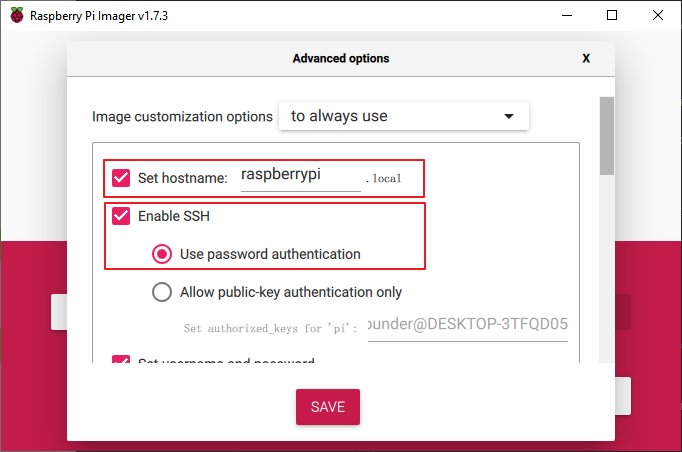 Raspberry Pi Imager v1.7.3
Advanced options X
Image customization options to always use
Set hostname: raspberrypi .local
Enable SSH
Use password authentication
Allow public-key authentication only
Set authorized_keys for 'pi': ounder@DESKTOP-3TFQD05
Set username and password
SAVE